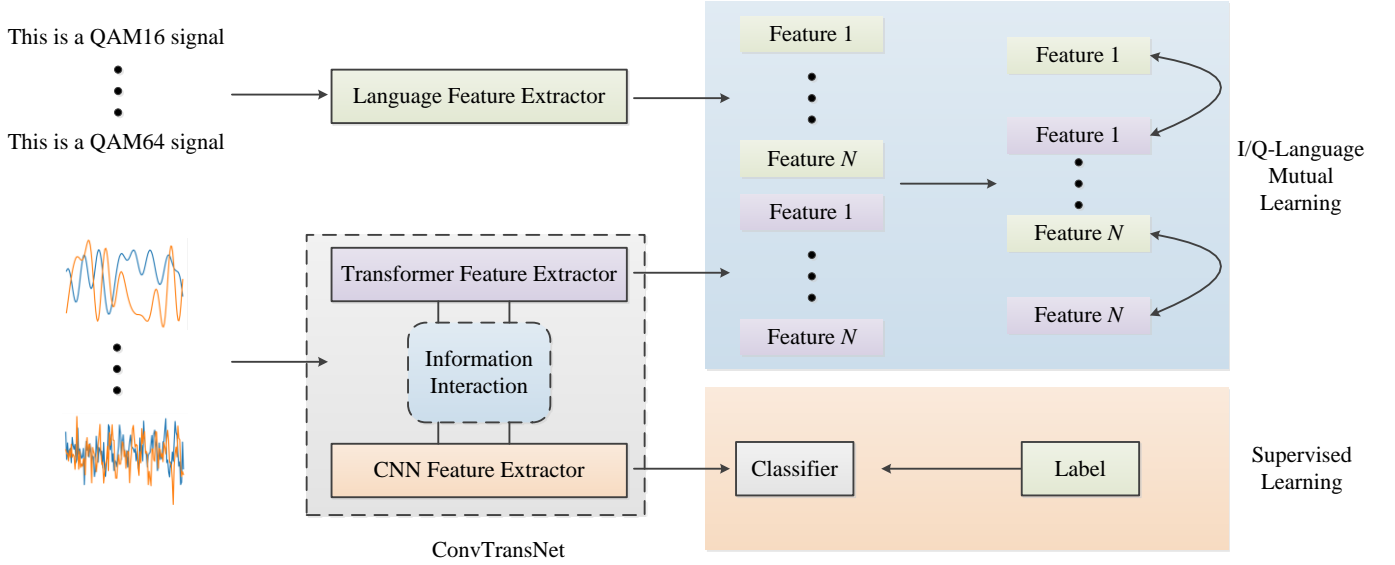 This is a QAM16 signal
This is a QAM64 signal
Language Feature Extractor
Feature 1
Feature N
Feature 1
Feature N
Feature 1
Feature 1
Feature N
Feature N
I/Q-Language
Mutual
Learning
Transformer Feature Extractor
Information
Interaction
CNN Feature Extractor
ConvTransNet
Classifier
Label
Supervised
Learning